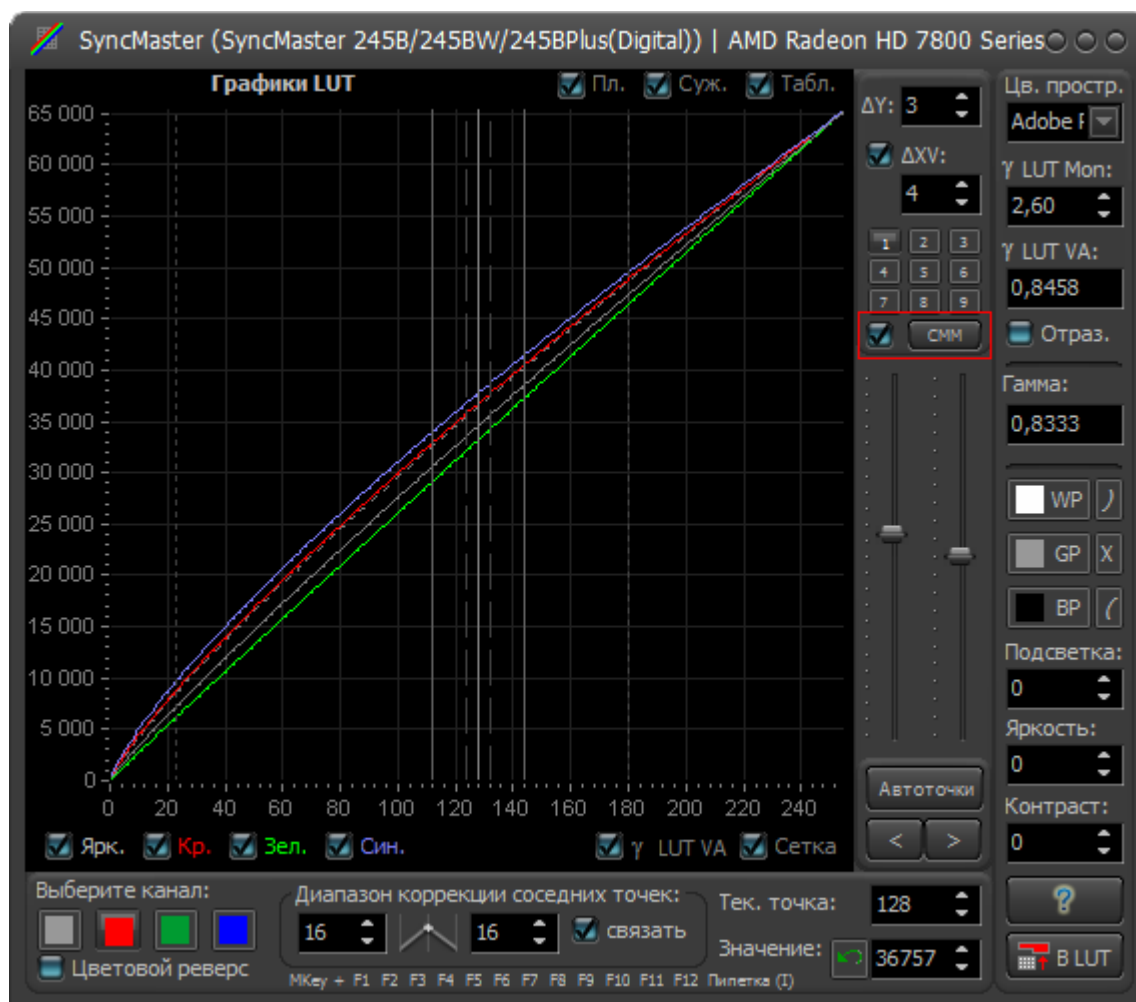 SyncMaster (SyncMaster 245B/245BW/245BPlus(Digital)) | AMD Radeon HD 7800 Series
Графики LUT
Пл. Суж. Табл.
65 000
60 000
55 000
50 000
45 000
40 000
35 000
30 000
25 000
20 000
15 000
10 000
5 000
0
0 20 40 60 80 100 120 140 160 180 200 220 240
Ярк. Кр. Зел. Син. γ LUT VA Сетка
ΔY: 3
ΔXV:
4
1 2 3
4 5 6
7 8 9
СММ
Автоточки
< >
Цв. простр.
Adobe
γ LUT Mon:
2,60
γ LUT VA:
0,8458
Отраз.
Гамма:
0,8333
WP )
GP X
BP (
Подсветка:
0
Яркость:
0
Контраст:
0
?
В LUT
Выберите канал:
Цветовой реверс
Диапазон коррекции соседних точек:
16 16 связать
MKey + F1 F2 F3 F4 F5 F6 F7 F8 F9 F10 F11 F12 Пипетка (I)
Тек. точка: 128
Значение: 36757